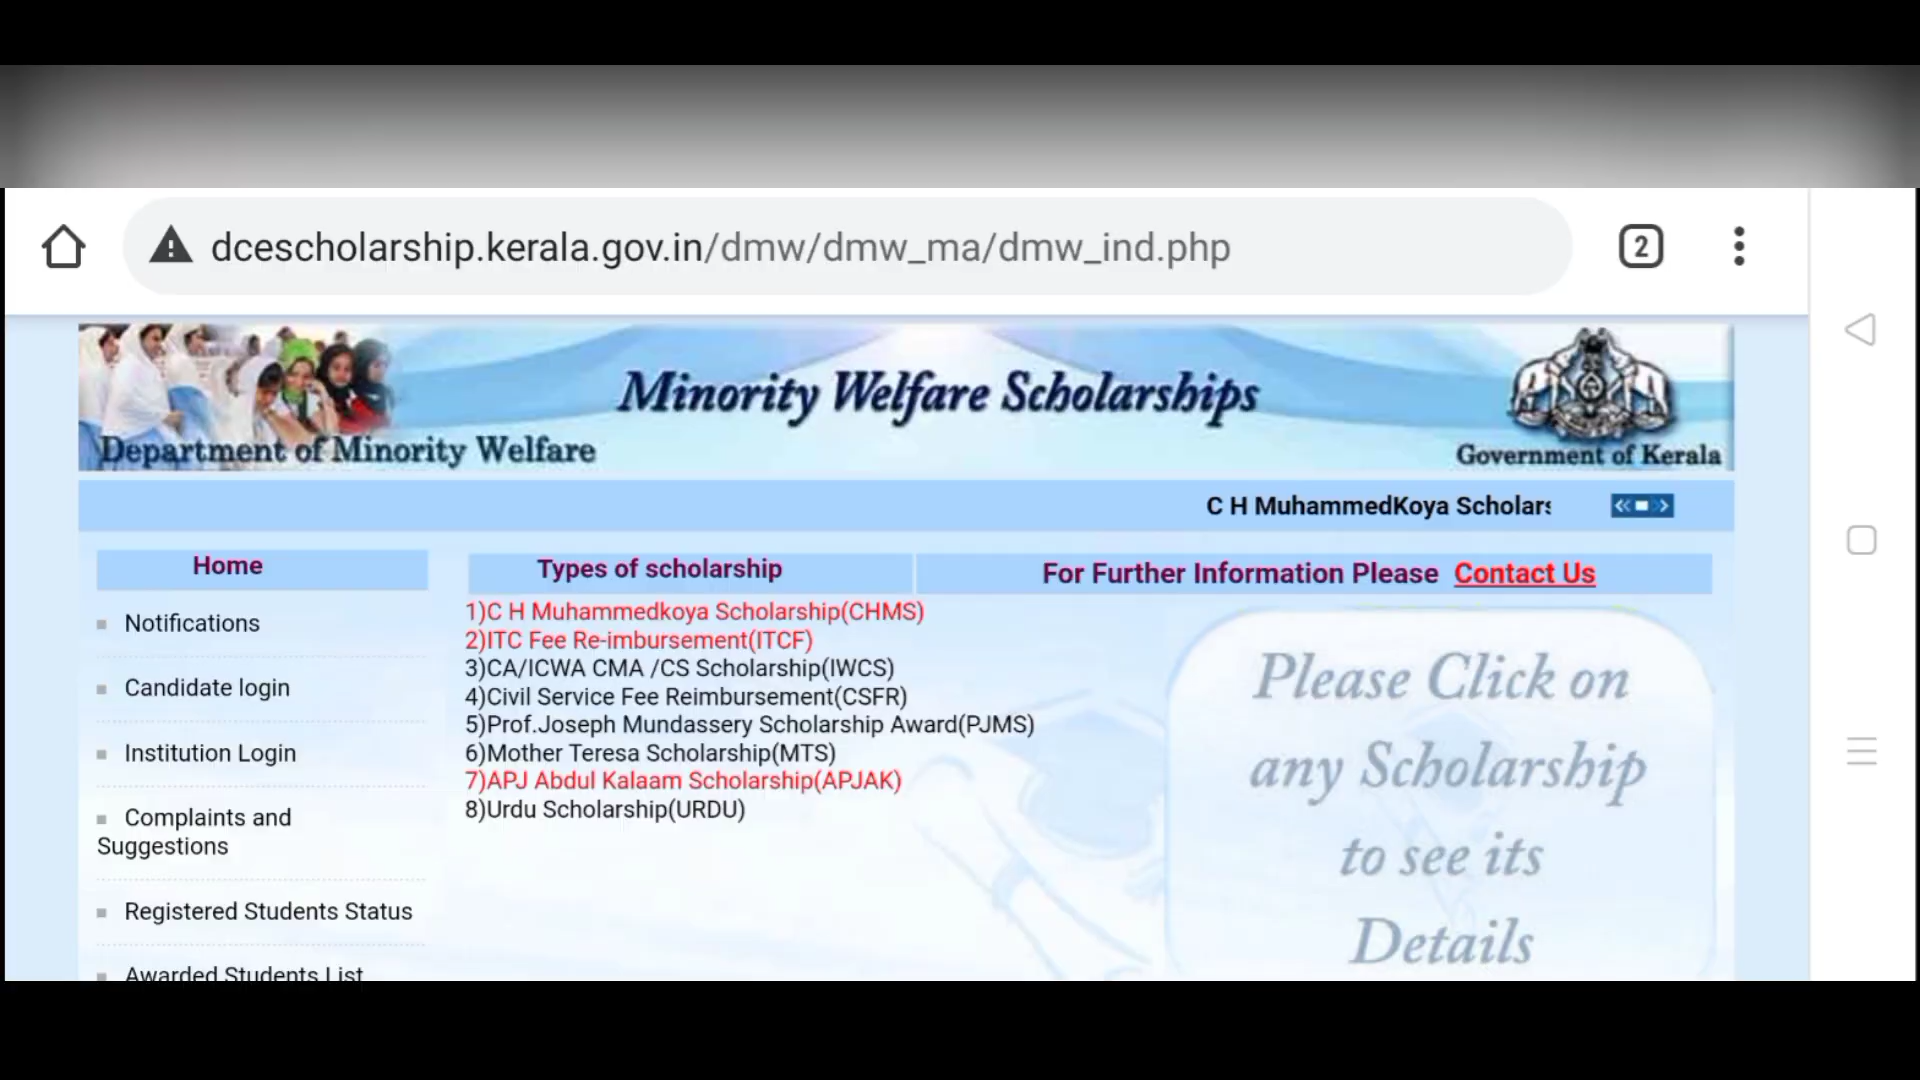 dcescholarship.kerala.gov.in/dmw/dmw_ma/dmw_ind.php
2
Minority Welfare Scholarships
Department of Minority Welfare
Government of Kerala
C H MuhammedKoya Scholars
Home
Notifications
Candidate login
Institution Login
Complaints and
Suggestions
Registered Students Status
Awarded Students List
Types of scholarship
1)C H Muhammedkoya Scholarship(CHMS)
2)ITC Fee Re-imbursement(ITCF)
3)CA/ICWA CMA /CS Scholarship(IWCS)
4)Civil Service Fee Reimbursement(CSFR)
5)Prof.Joseph Mundassery Scholarship Award(PJMS)
6)Mother Teresa Scholarship(MTS)
7)APJ Abdul Kalaam Scholarship(APJAK)
8)Urdu Scholarship(URDU)
For Further Information Please Contact Us
Please Click on
any Scholarship
to see its
Details